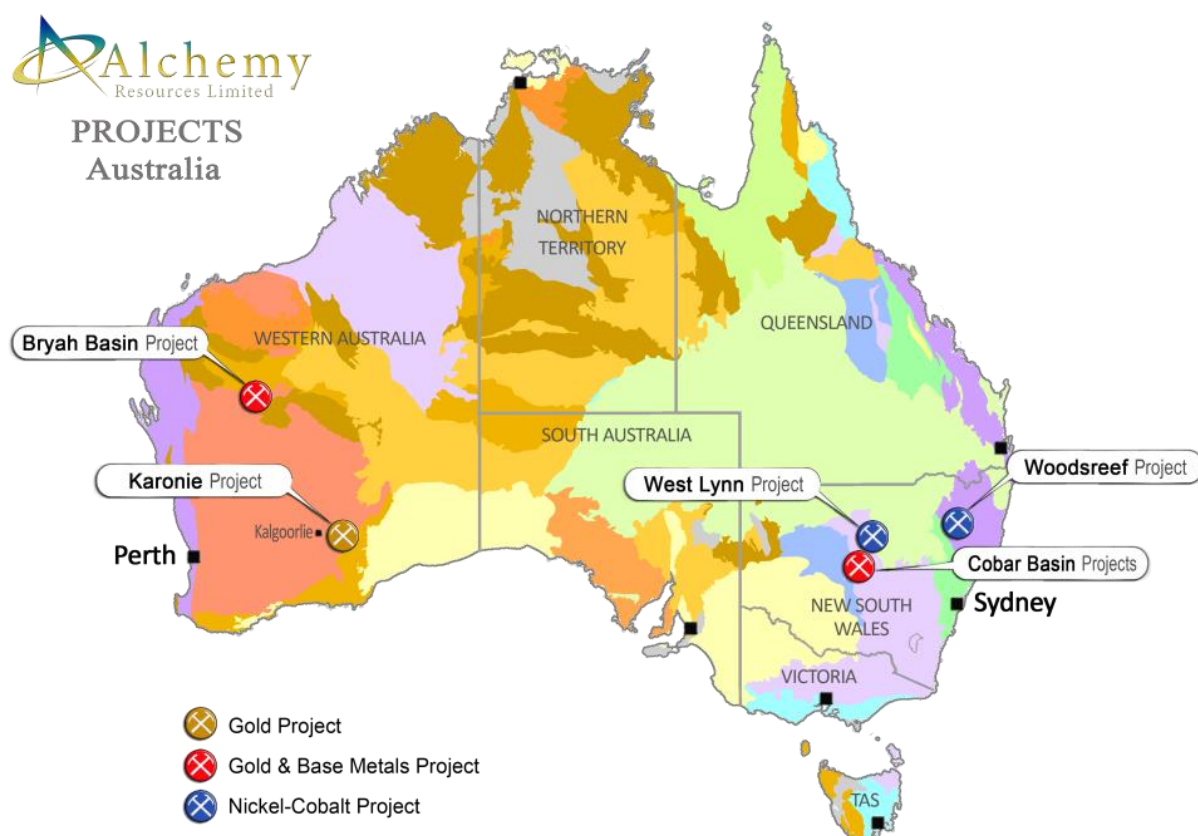 Alchemy
Resources Limited
PROJECTS
Australia
NORTHERN
TERRITORY
QUEENSLAND
WESTERN AUSTRALIA
Bryah Basin Project
SOUTH AUSTRALIA
Karonie Project
West Lynn Project
Woodsreef Project
Kalgoorlie
Perth
Cobar Basin Projects
Sydney
NEW SOUTH
WALES
VICTORIA
Gold Project
Gold & Base Metals Project
Nickel-Cobalt Project
TAS